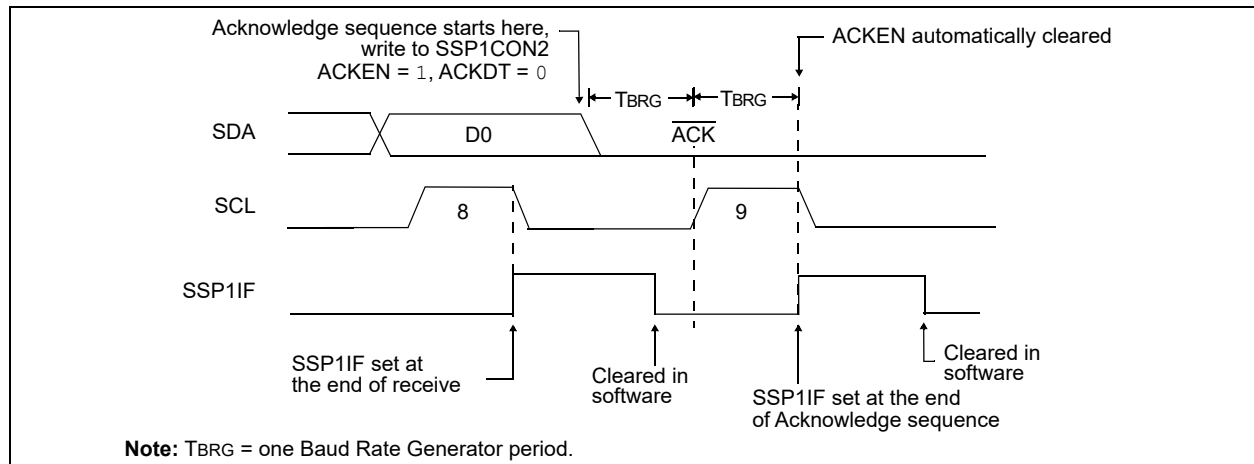 Acknowledge sequence starts here,
write to SSP1CON2
ACKEN = 1, ACKDT = 0
ACKEN automatically cleared
TBRG
TBRG
SDA
D0
ACK
SCL
8
9
SSP1IF
SSP1IF set at
the end of receive
Cleared in
software
SSP1IF set at the end
of Acknowledge sequence
Cleared in
software
Note: TBRG = one Baud Rate Generator period.